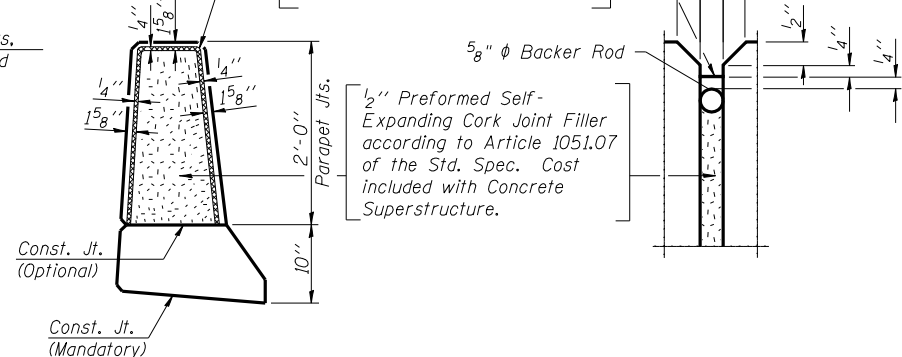 s.
d
1/4"
1 5/8"
1/4"
1 5/8"
1/4"
1 5/8"
2'-0"
Parapet Jts.
10"
Const. Jt.
(Optional)
Const. Jt.
(Mandatory)
5/8" ϕ Backer Rod
1/2" Preformed Self-
Expanding Cork Joint Filler
according to Article 1051.07
of the Std. Spec. Cost
included with Concrete
Superstructure.
1/2"
1/4"
1/4"